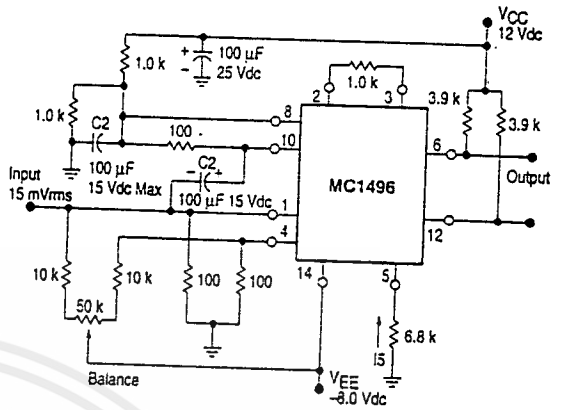 VCC
12 Vdc
+
−
100 µF
25 Vdc
1.0 k
1.0 k
2
3
3.9 k
3.9 k
1.0 k
C2
8
100
10
6
100 µF
15 Vdc Max
C2
− +
MC1496
Output
Input
15 mVrms
100 µF 15 Vdc
1
4
12
10 k
10 k
100
100
14
5
50 k
I5
6.8 k
Balance
VEE
−8.0 Vdc